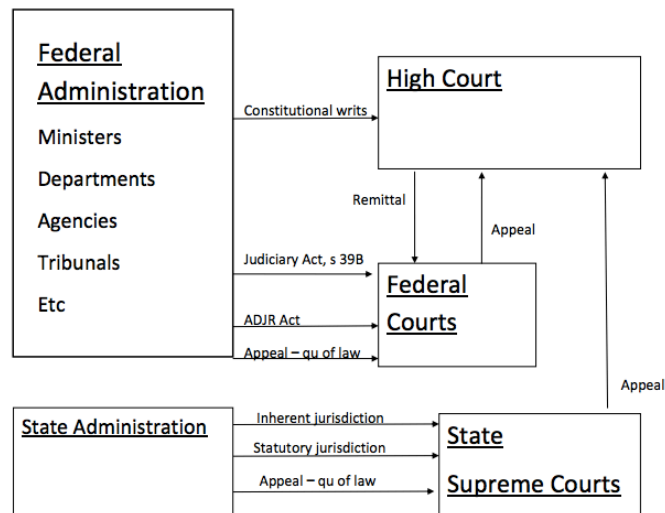 Federal
Administration
Ministers
Departments
Agencies
Tribunals
Etc
Constitutional writs
High Court
Remittal
Appeal
Judiciary Act, s 39B
ADJR Act
Appeal – qu of law
Federal
Courts
Appeal
State Administration
Inherent jurisdiction
Statutory jurisdiction
Appeal – qu of law
State
Supreme Courts